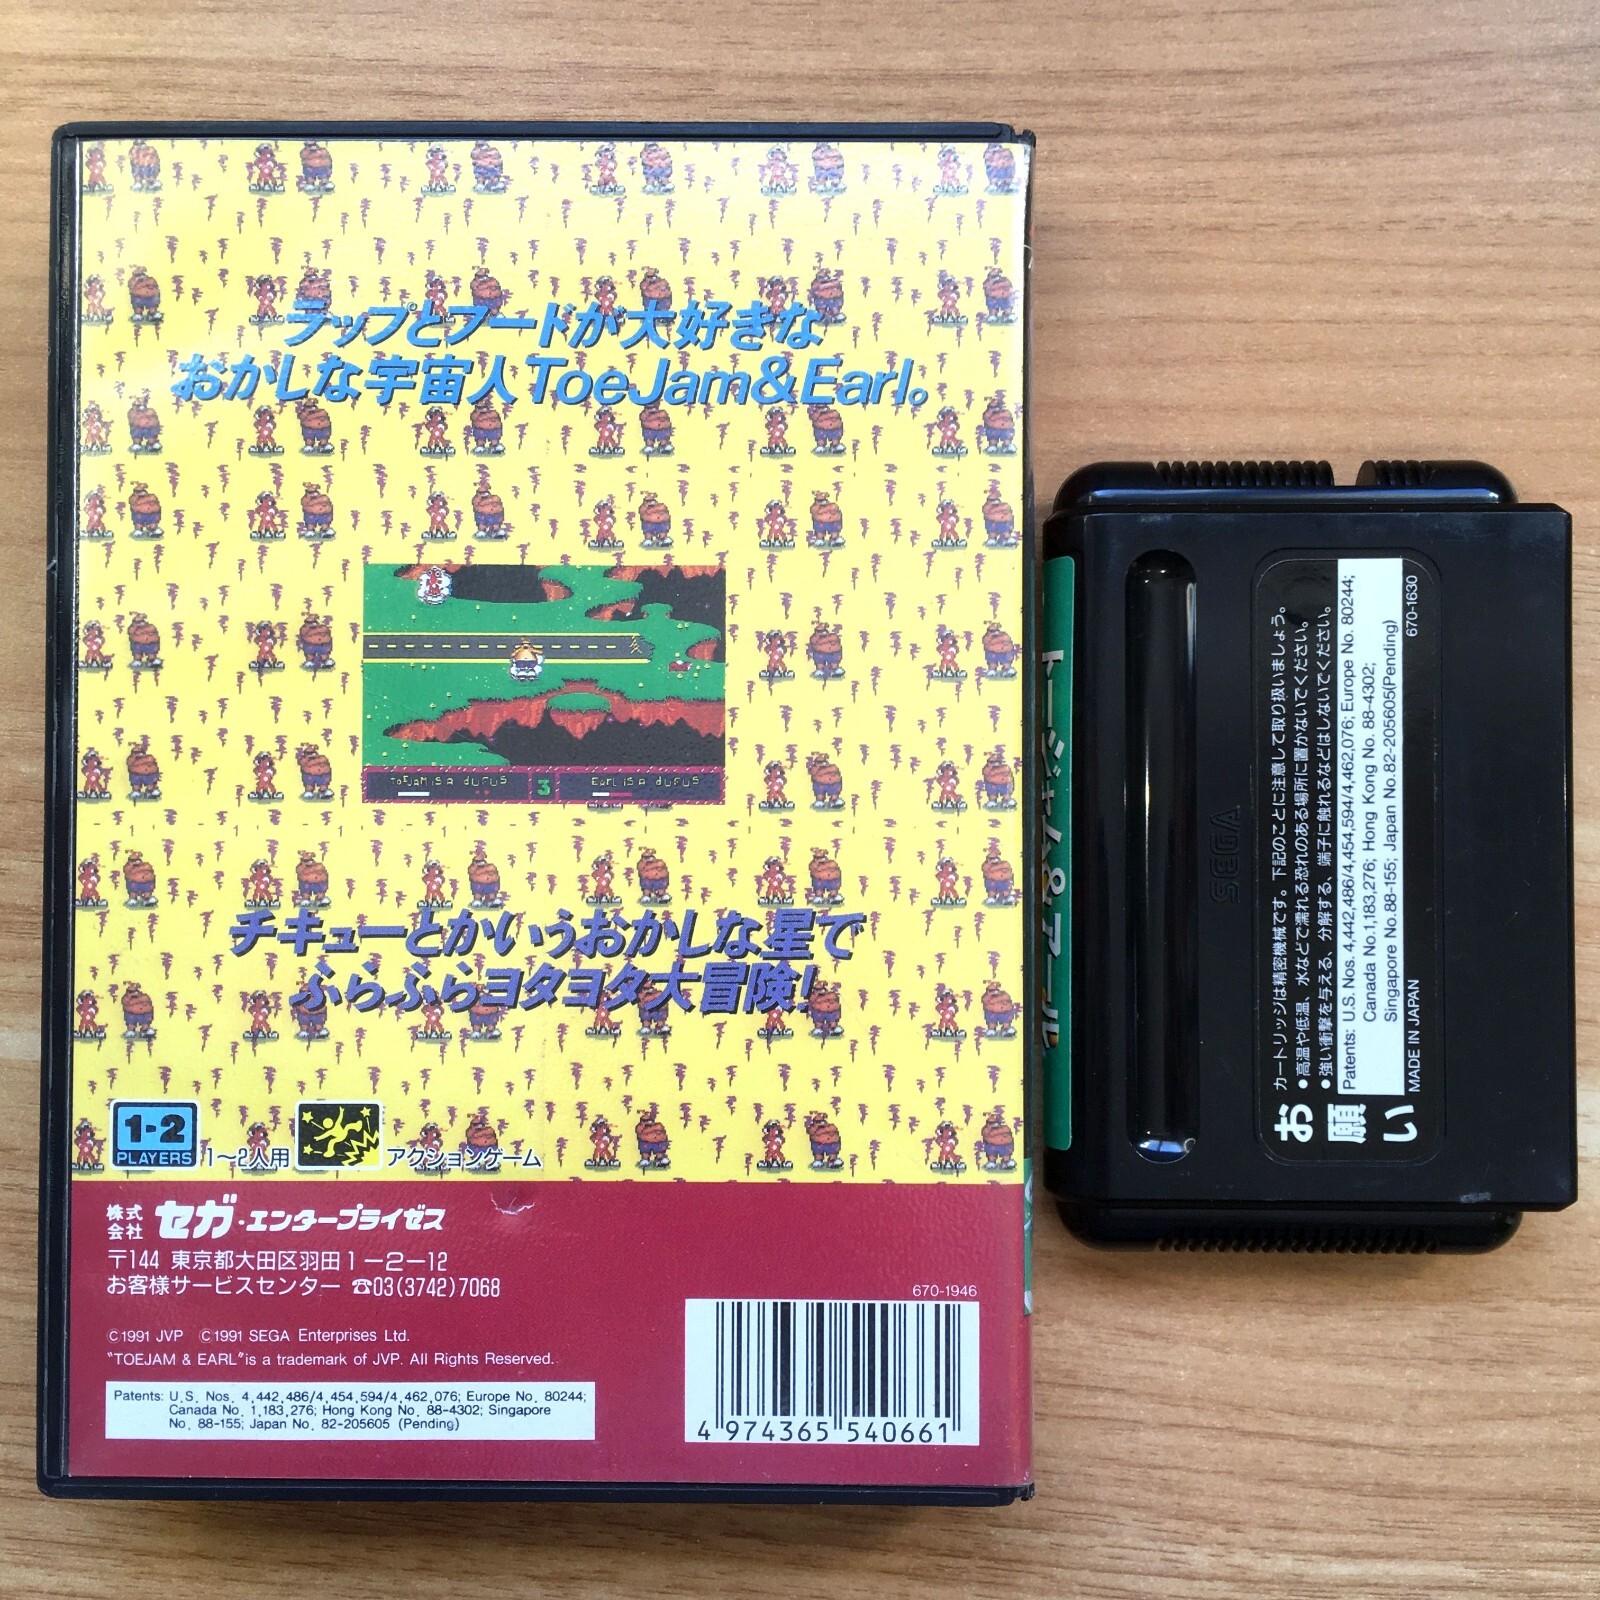 ラップとフードが大好きな
おかしな宇宙人ToeJam&Earl。
TOEJAM IS A dUFUS
3
EARL IS A dUFUS
チキューとかいうおかしな星で
ふらふらヨタヨタ大冒険!
1-2
PLAYERS
1〜2人用
アクションゲーム
株式会社 セガ・エンタープライゼス
〒144 東京都大田区羽田1-2-12
お客様サービスセンター ☎03(3742)7068
©1991 JVP ©1991 SEGA Enterprises Ltd.
"TOEJAM & EARL"is a trademark of JVP. All Rights Reserved.
Patents: U.S. Nos. 4,442,486/4,454,594/4,462,076; Europe No. 80244;
Canada No. 1,183,276; Hong Kong No. 88-4302; Singapore
No. 88-155; Japan No. 82-205605 (Pending)
670-1946
4 974365 540661
トージャム&アール
SEGA
お願い
カートリッジは精密機械です。下記のことに注意して取り扱いましょう。
●高温や低温、水などで濡れる恐れのある場所に置かないでください。
●強い衝撃を与える、分解する、端子に触れるなどはしないでください。
Patents: U.S. Nos. 4,442,486/4,454,594/4,462,076; Europe No. 80244;
Canada No.1,183,276; Hong Kong No. 88-4302;
Singapore No.88-155; Japan No.82-205605(Pending)
MADE IN JAPAN
670-1630